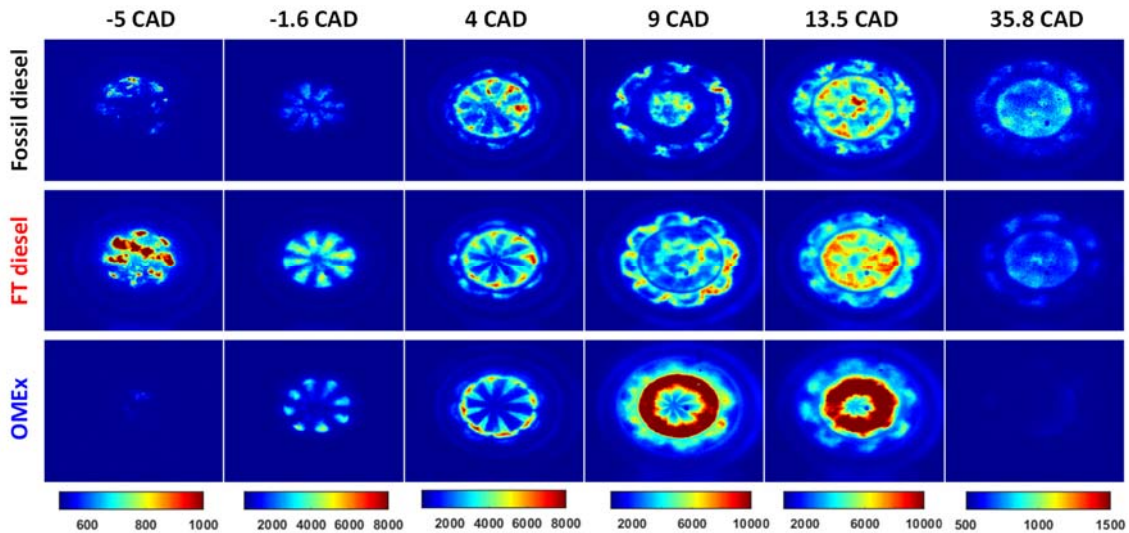 -5 CAD -1.6 CAD 4 CAD 9 CAD 13.5 CAD 35.8 CAD
Fossil diesel
FT diesel
OMEx
600 800 1000 2000 4000 6000 8000 2000 4000 6000 8000 2000 6000 10000 2000 6000 10000 500 1000 1500